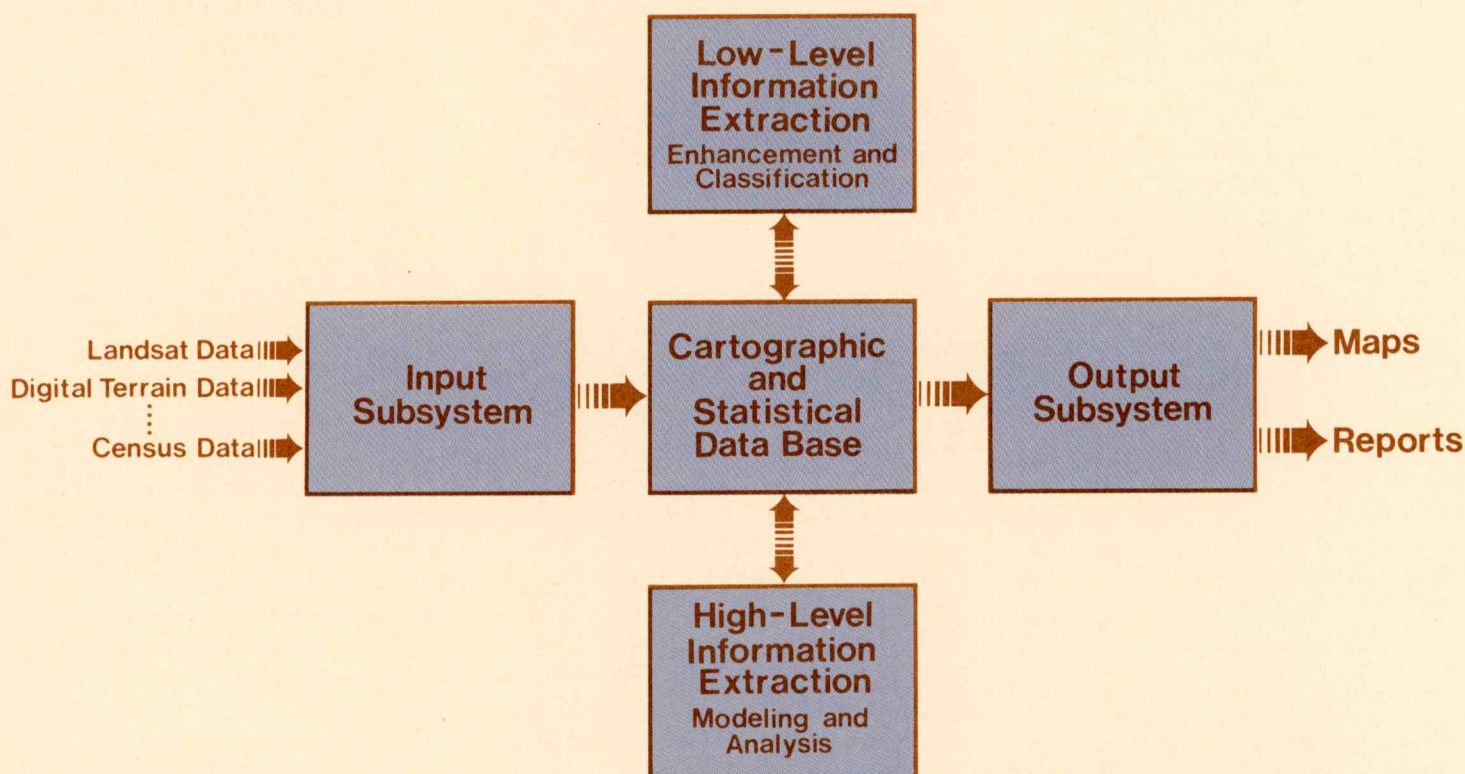 Low-Level
Information
Extraction
Enhancement and
Classification
Landsat Data
Digital Terrain Data
Census Data
Input
Subsystem
Cartographic
and
Statistical
Data Base
Output
Subsystem
Maps
Reports
High-Level
Information
Extraction
Modeling and
Analysis